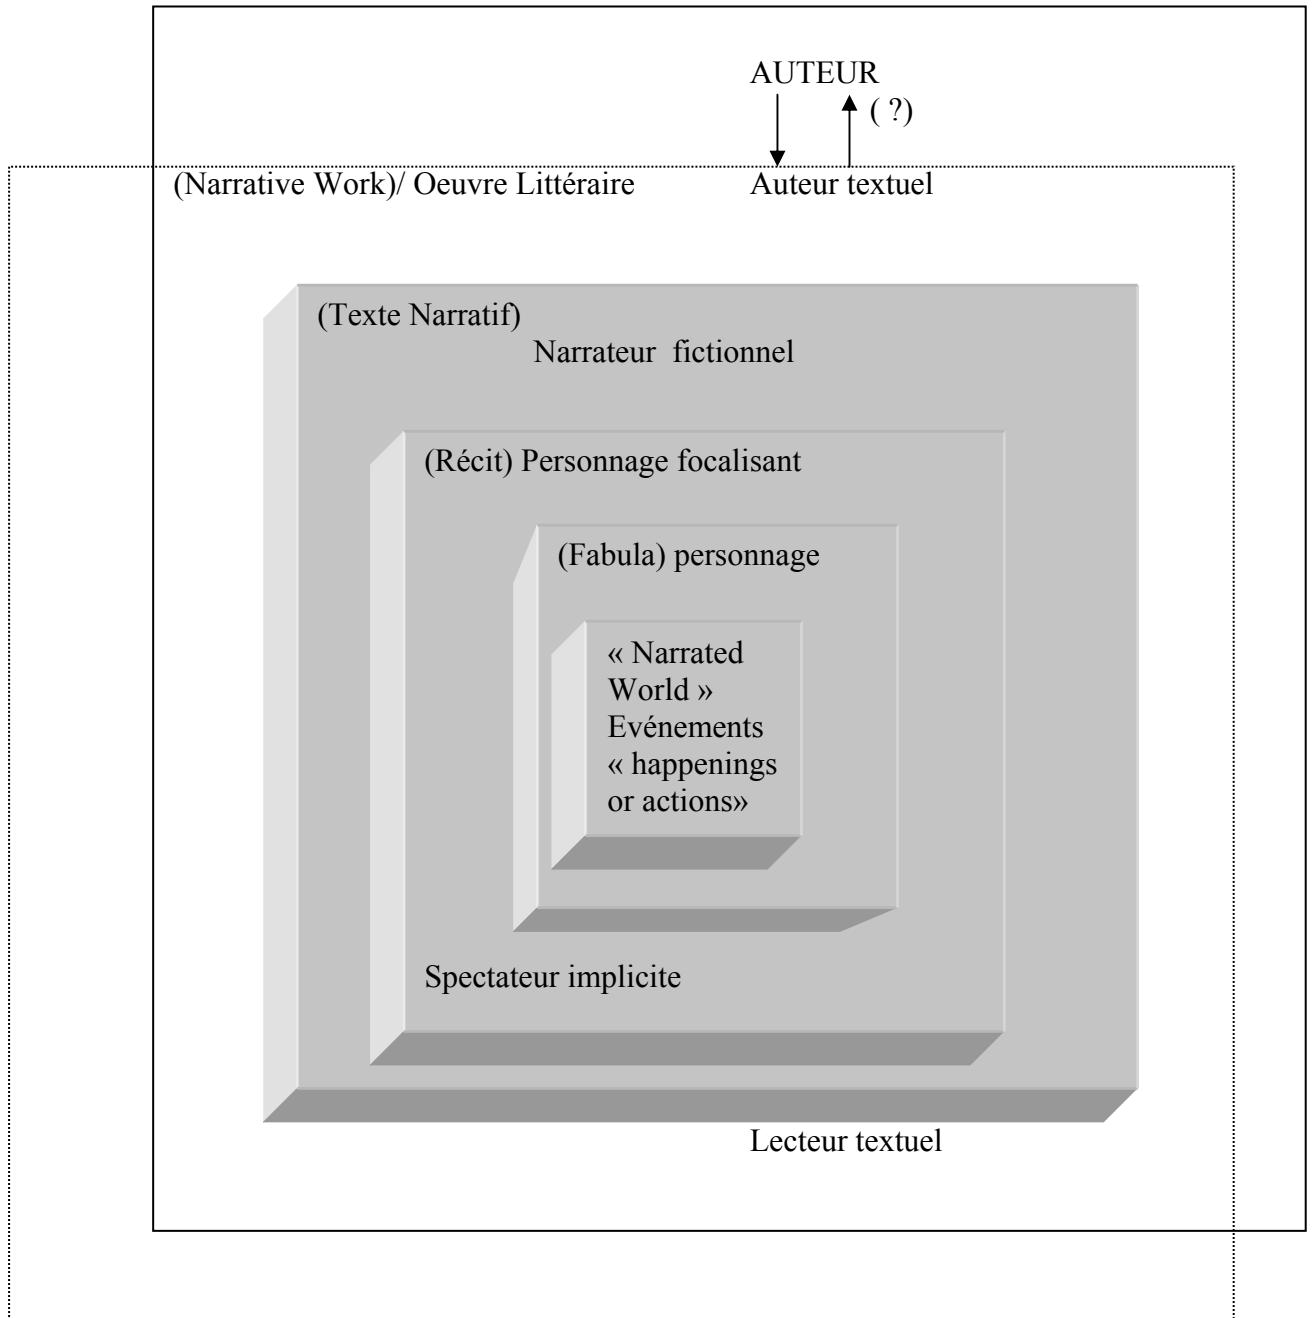 AUTEUR
( ?)
(Narrative Work)/ Oeuvre Littéraire Auteur textuel
(Texte Narratif)
Narrateur fictionnel
(Récit) Personnage focalisant
(Fabula) personnage
« Narrated
World »
Evénements
« happenings
or actions»
Spectateur implicite
Lecteur textuel